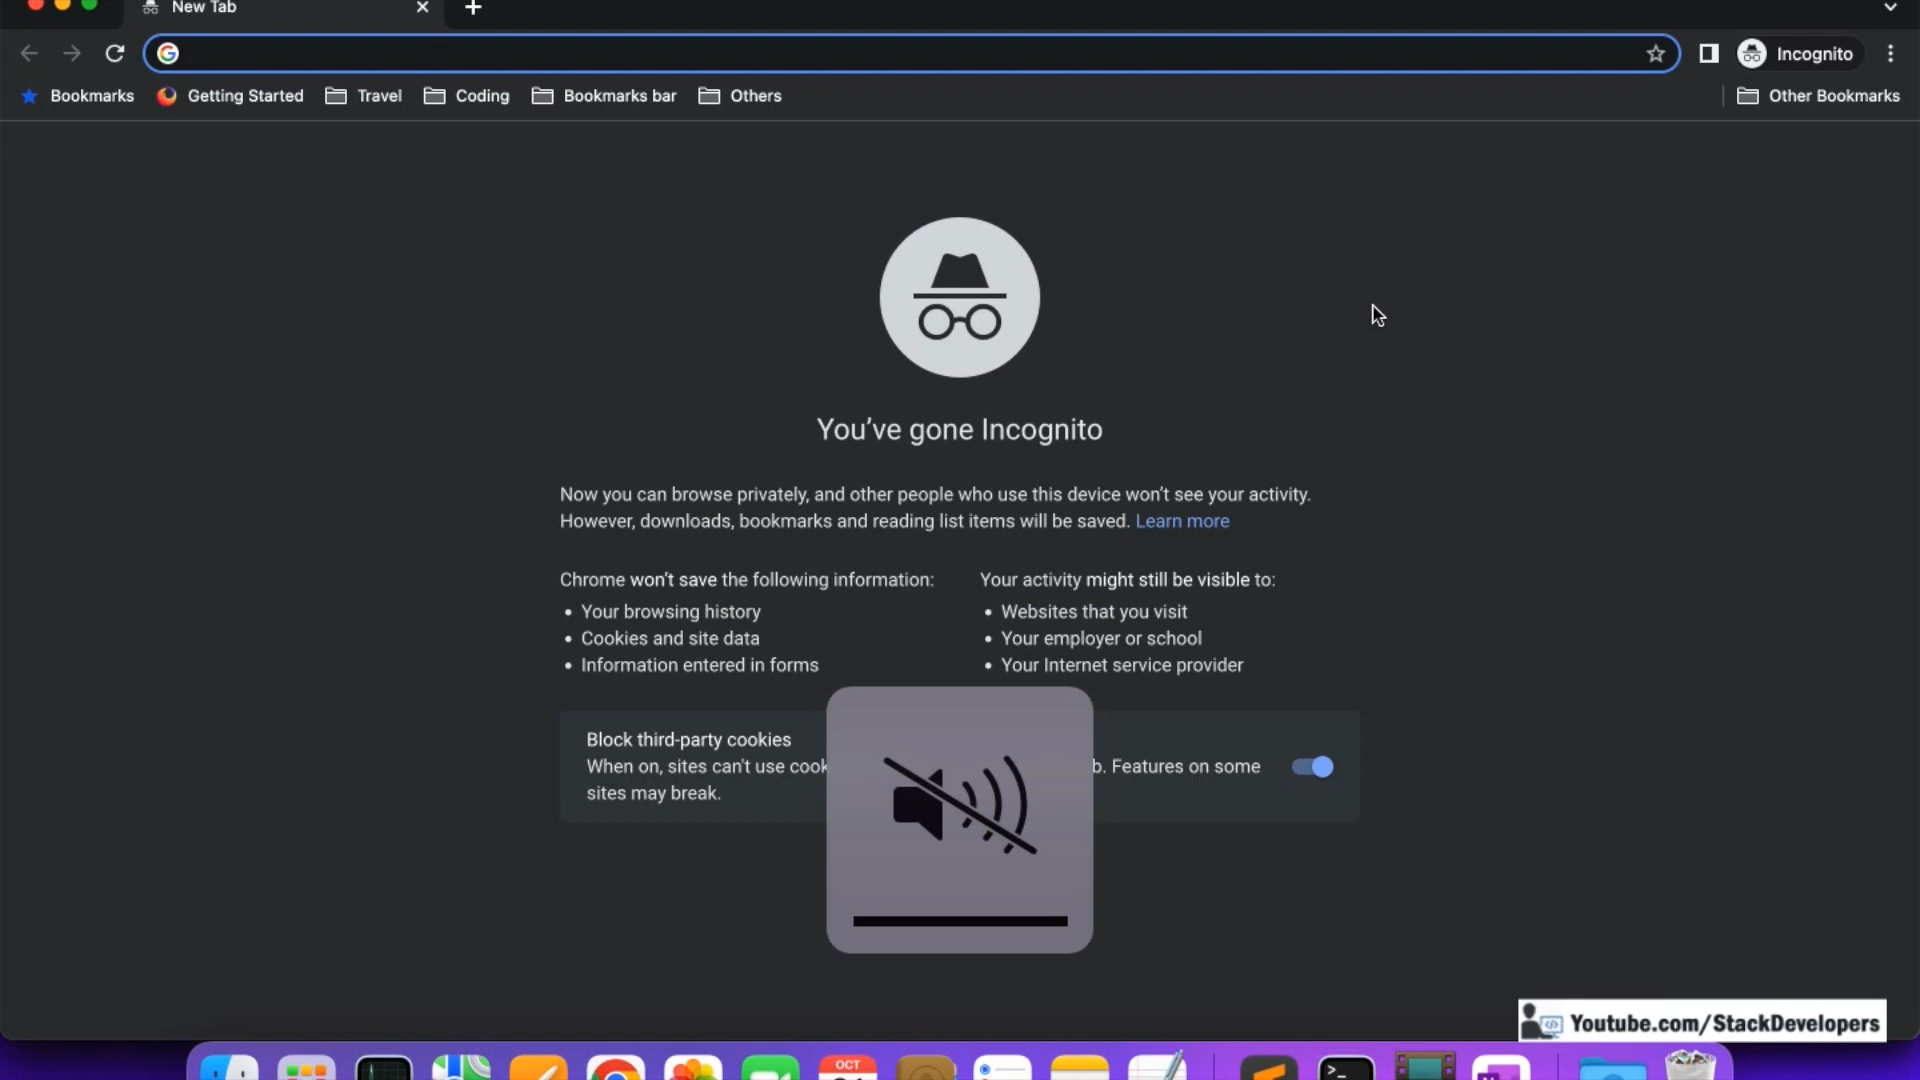 New Tab
Incognito
Bookmarks
Getting Started
Travel
Coding
Bookmarks bar
Others
Other Bookmarks
You've gone Incognito
Now you can browse privately, and other people who use this device won't see your activity.
However, downloads, bookmarks and reading list items will be saved. Learn more
Chrome won't save the following information:
Your browsing history
Cookies and site data
Information entered in forms
Your activity might still be visible to:
Websites that you visit
Your employer or school
Your Internet service provider
Block third-party cookies
When on, sites can't use cook b. Features on some
sites may break.
Youtube.com/StackDevelopers
OCT